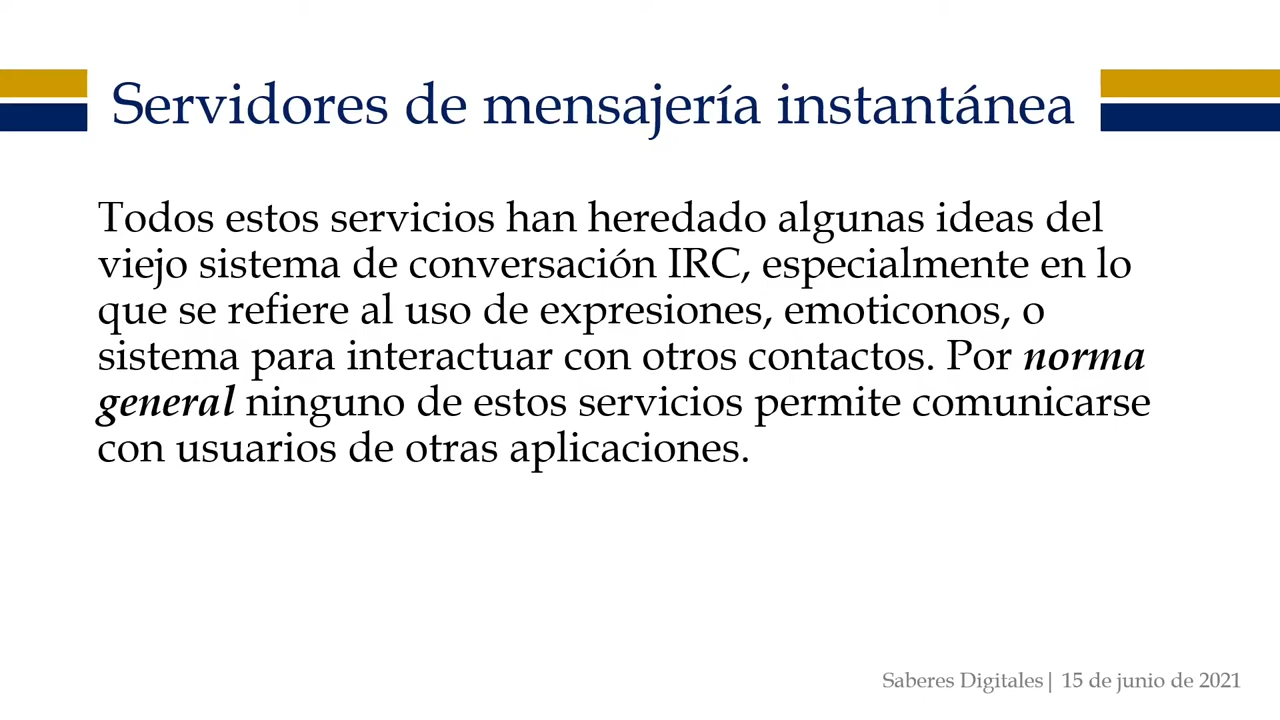 Servidores de mensajería instantánea
Todos estos servicios han heredado algunas ideas del
viejo sistema de conversación IRC, especialmente en lo
que se refiere al uso de expresiones, emoticonos, o
sistema para interactuar con otros contactos. Por norma
general ninguno de estos servicios permite comunicarse
con usuarios de otras aplicaciones.
Saberes Digitales| 15 de junio de 2021